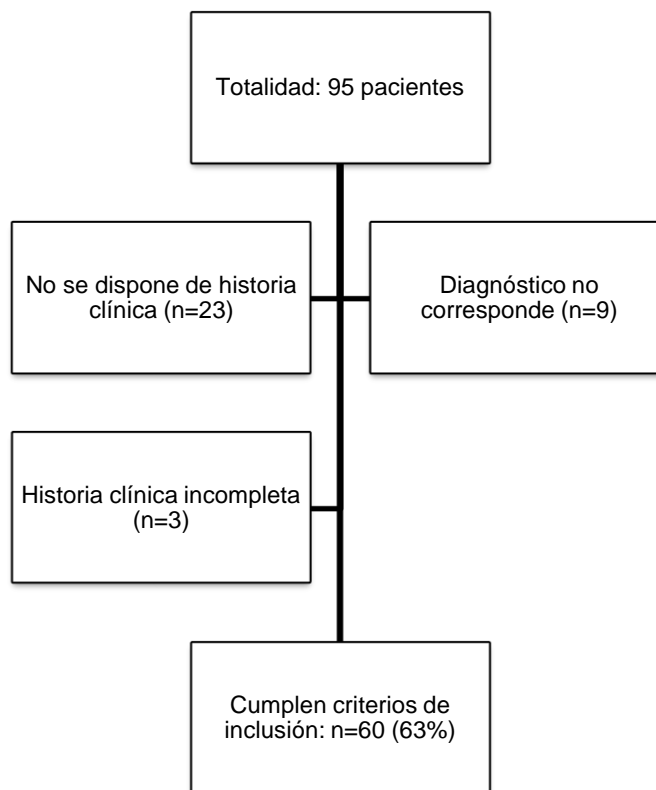 Totalidad: 95 pacientes
No se dispone de historia
clínica (n=23)
Diagnóstico no
corresponde (n=9)
Historia clínica incompleta
(n=3)
Cumplen criterios de
inclusión: n=60 (63%)